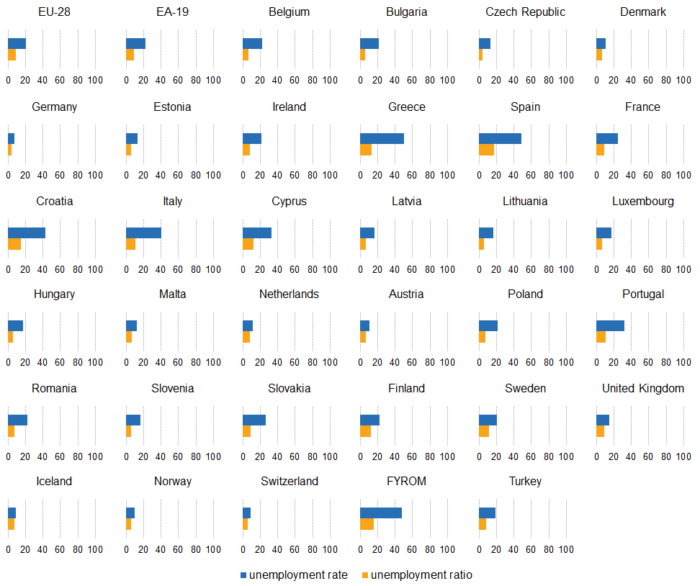 EU-28 EA-19 Belgium Bulgaria Czech Republic Denmark
0 20 40 60 80 100 0 20 40 60 80 100 0 20 40 60 80 100 0 20 40 60 80 100 0 20 40 60 80 100 0 20 40 60 80 100
Germany Estonia Ireland Greece Spain France
0 20 40 60 80 100 0 20 40 60 80 100 0 20 40 60 80 100 0 20 40 60 80 100 0 20 40 60 80 100 0 20 40 60 80 100
Croatia Italy Cyprus Latvia Lithuania Luxembourg
0 20 40 60 80 100 0 20 40 60 80 100 0 20 40 60 80 100 0 20 40 60 80 100 0 20 40 60 80 100 0 20 40 60 80 100
Hungary Malta Netherlands Austria Poland Portugal
0 20 40 60 80 100 0 20 40 60 80 100 0 20 40 60 80 100 0 20 40 60 80 100 0 20 40 60 80 100 0 20 40 60 80 100
Romania Slovenia Slovakia Finland Sweden United Kingdom
0 20 40 60 80 100 0 20 40 60 80 100 0 20 40 60 80 100 0 20 40 60 80 100 0 20 40 60 80 100 0 20 40 60 80 100
Iceland Norway Switzerland FYROM Turkey
0 20 40 60 80 100 0 20 40 60 80 100 0 20 40 60 80 100 0 20 40 60 80 100 0 20 40 60 80 100
unemployment rate unemployment ratio